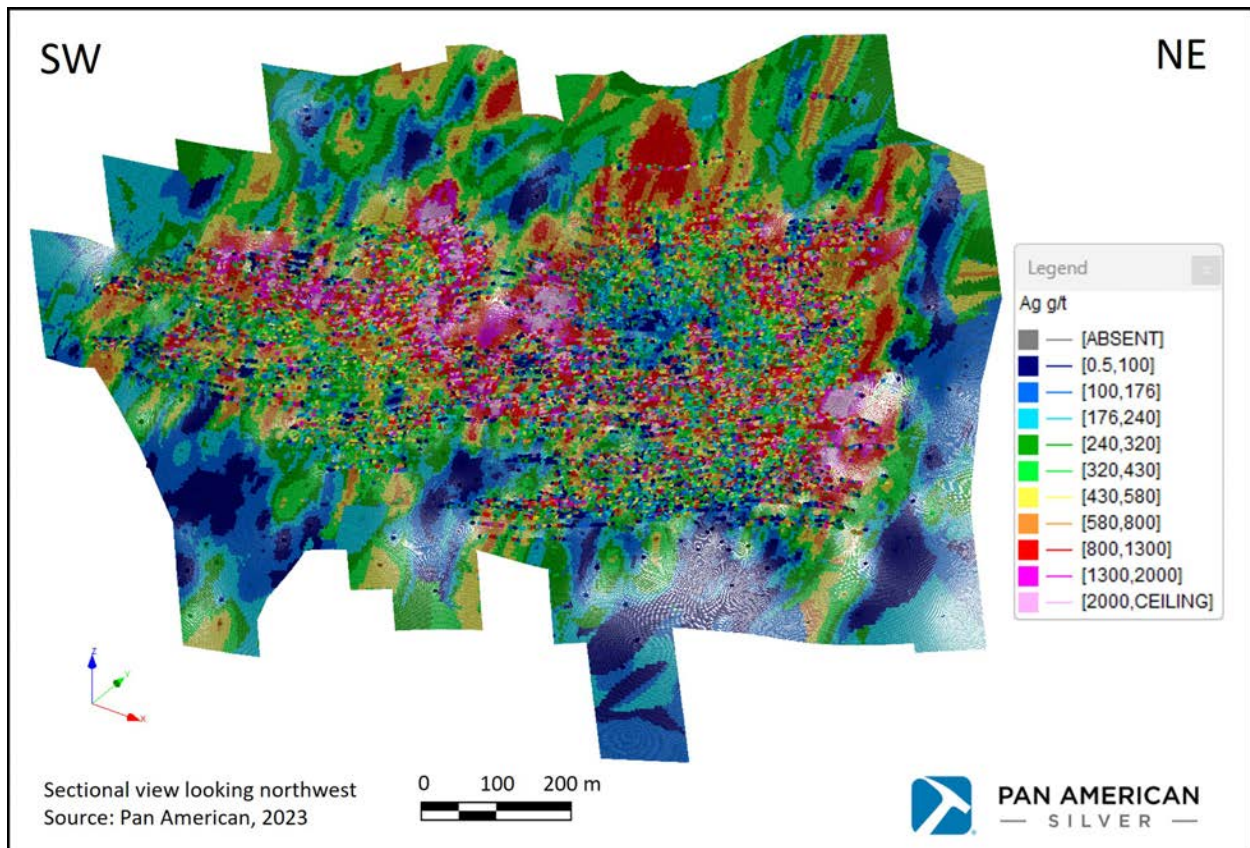 SW
NE
Legend
Ag g/t
[ABSENT]
[0.5,100]
[100,176]
[176,240]
[240,320]
[320,430]
[430,580]
[580,800]
[800,1300]
[1300,2000]
[2000,CEILING]
Z
Y
X
Sectional view looking northwest
Source: Pan American, 2023
0 100 200 m
PAN AMERICAN
SILVER